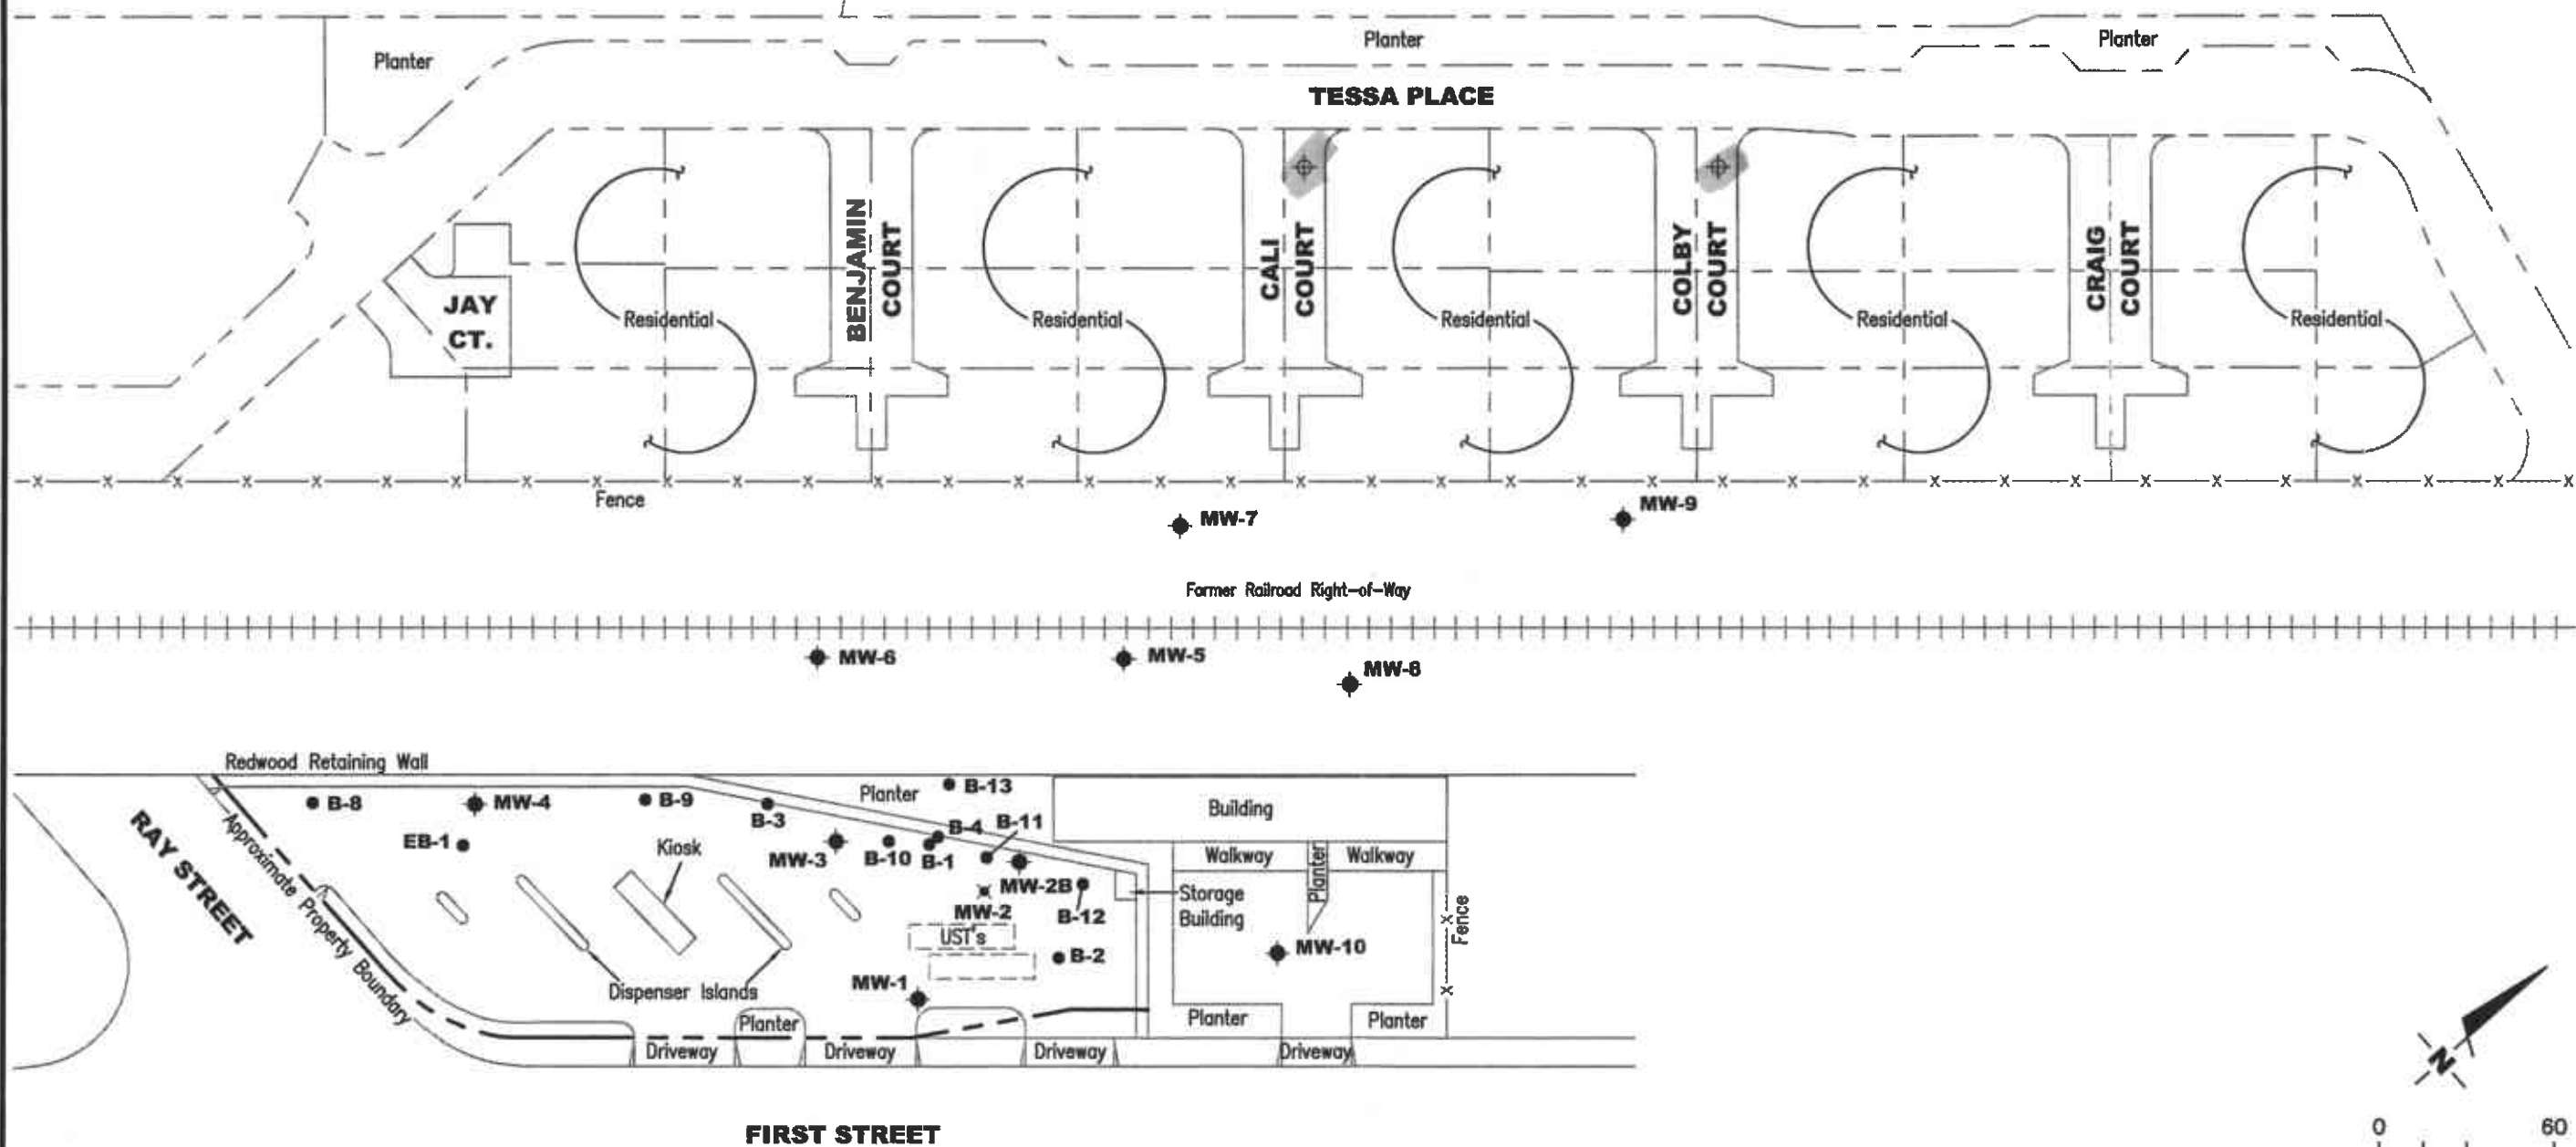 Planter
Planter
Planter
TESSA PLACE
BENJAMIN
COURT
CALI
COURT
COLBY
COURT
CRAIG
COURT
JAY
CT.
Residential
Residential
Residential
Residential
Residential
Fence
MW-7
MW-9
Former Railroad Right-of-Way
MW-6
MW-5
MW-8
Redwood Retaining Wall
B-8
MW-4
B-9
B-3
Planter
B-13
B-4
B-11
Building
EB-1
Kiosk
MW-3
B-10
B-1
Walkway
Planter
Walkway
RAY STREET
Approximate Property Boundary
MW-2B
MW-2
B-12
Storage
Building
UST's
B-2
MW-10
Fence
Dispenser Islands
MW-1
Planter
Planter
Planter
Driveway
Driveway
Driveway
Driveway
FIRST STREET
N
0
60